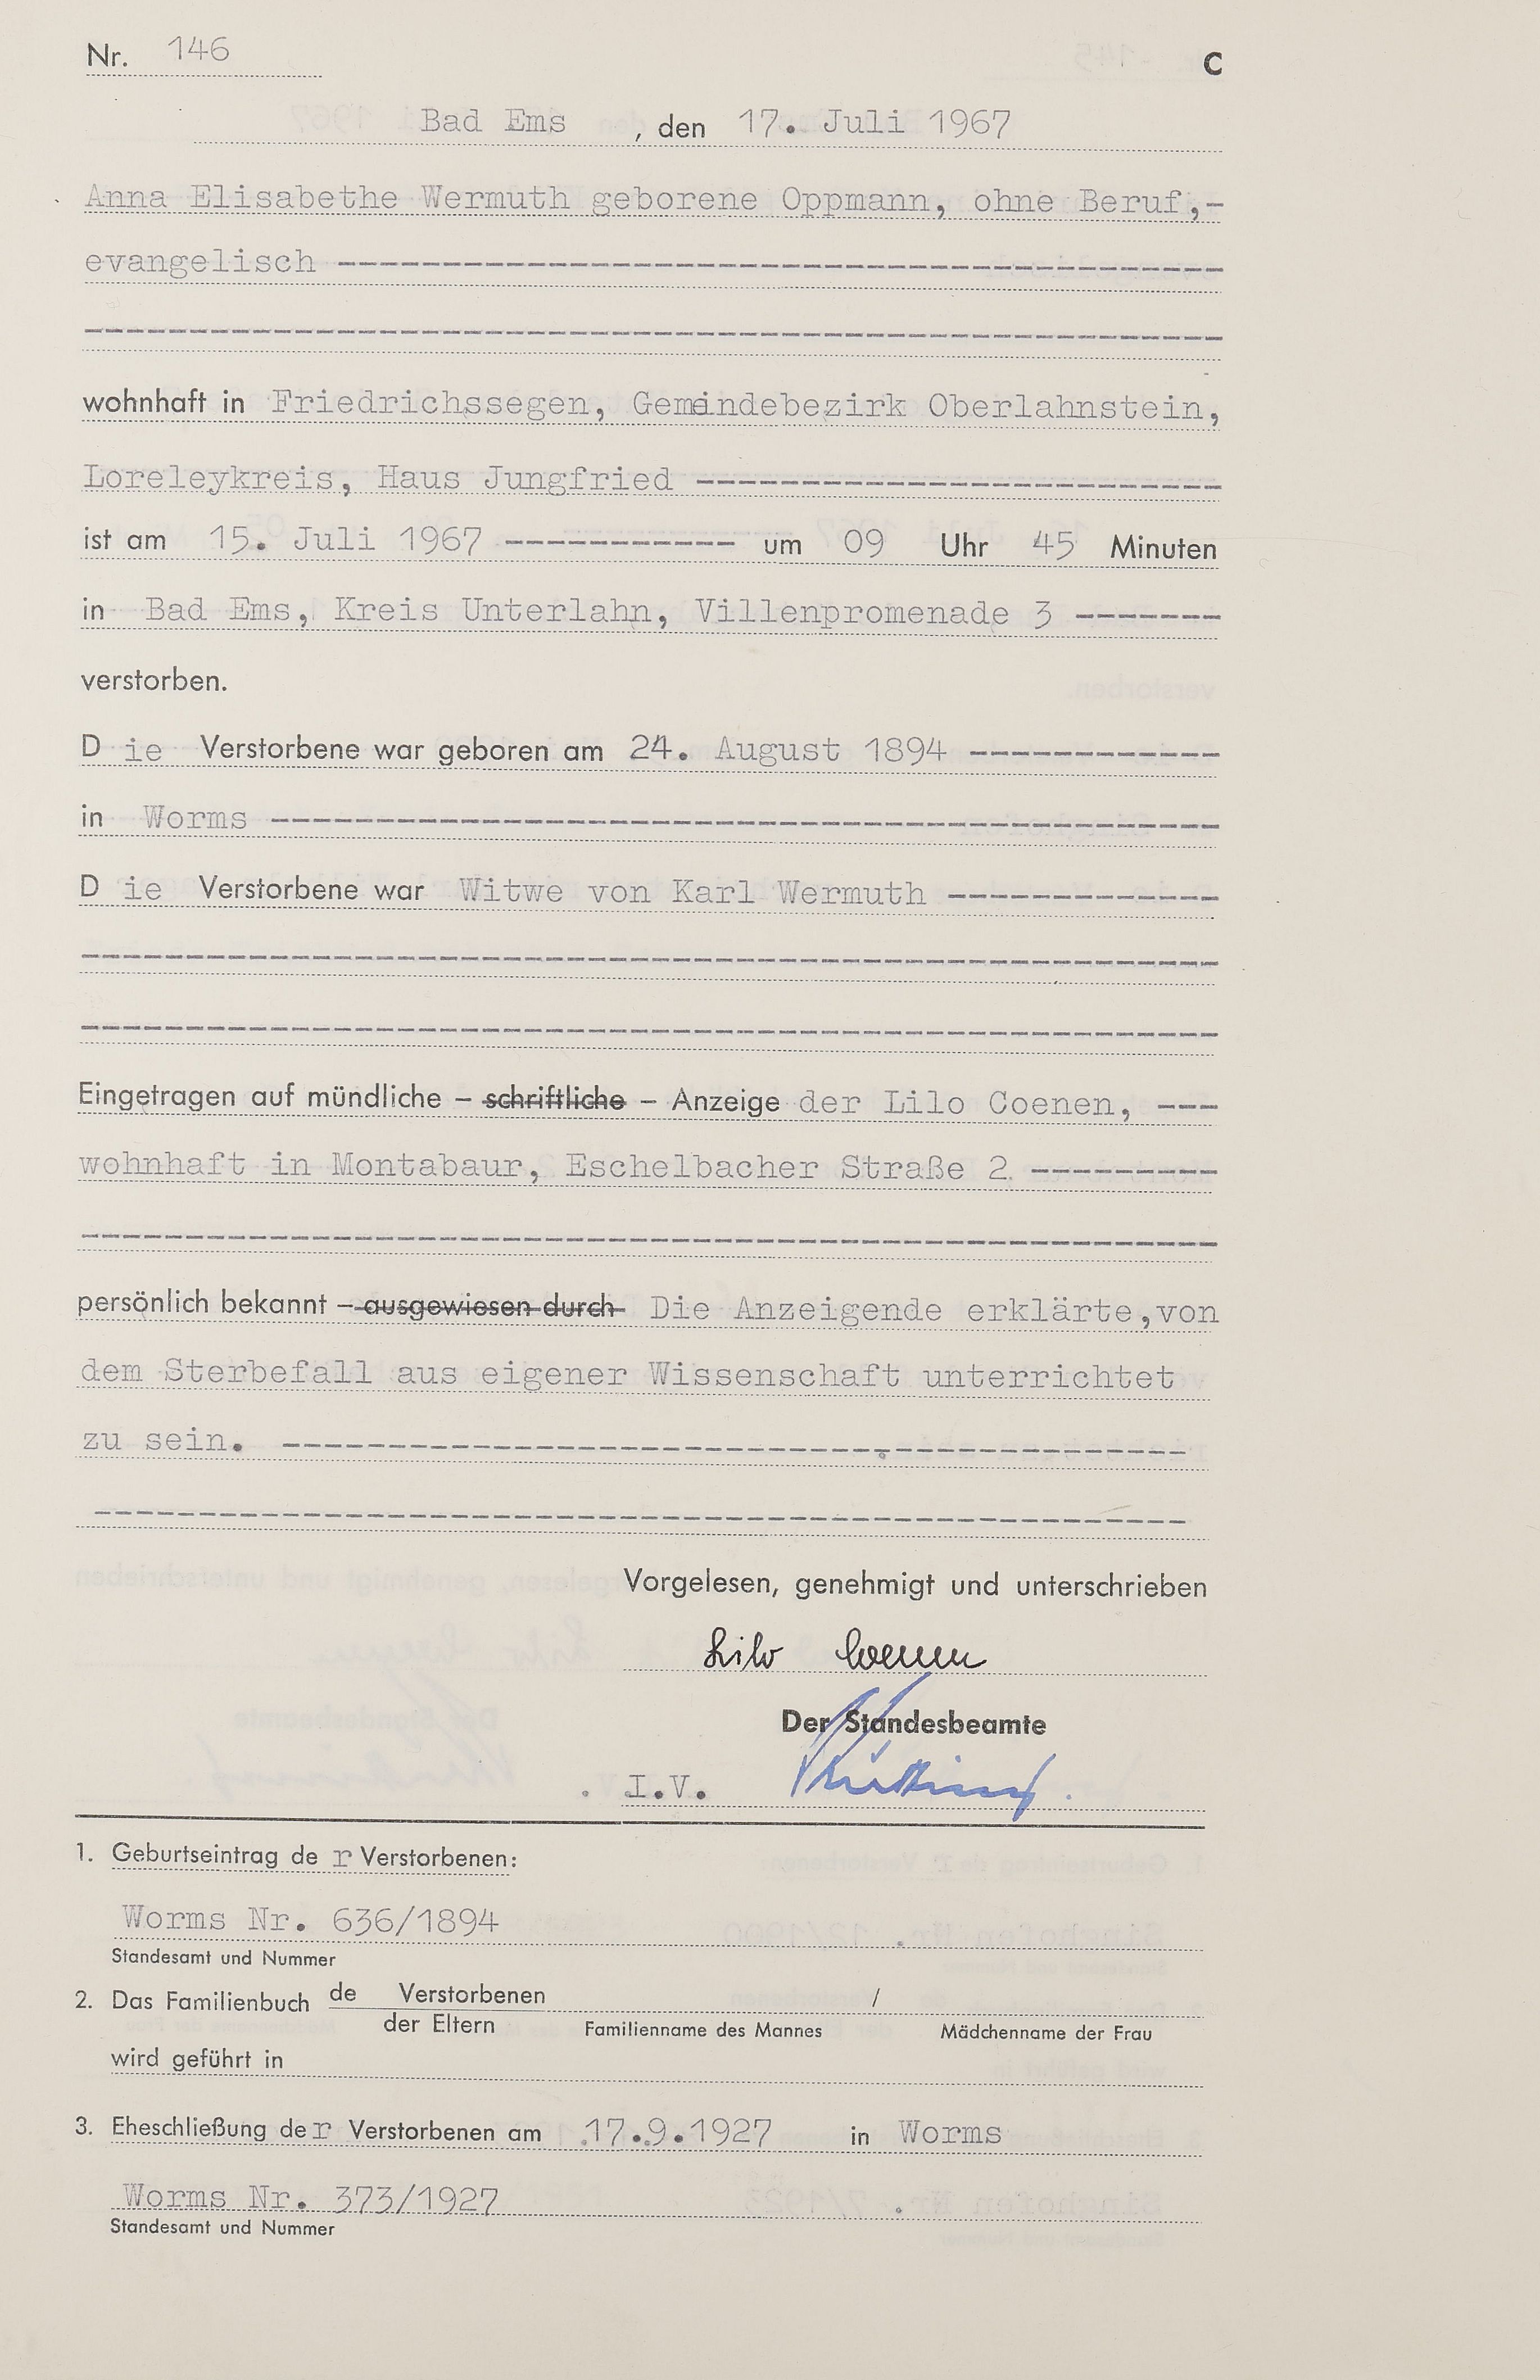 Nr. 146 C
Bad Ems, den 17. Juli 1967
Anna Elisabethe Wermuth geborene Oppmann, ohne Beruf,-
evangelisch
wohnhaft in Friedrichssegen, Gemeindebezirk Oberlahnstein,
Loreleykreis, Haus Jungfried
ist am 15. Juli 1967 um 09 Uhr 45 Minuten
in Bad Ems, Kreis Unterlahn, Villenpromenade 3
verstorben.
Die Verstorbene war geboren am 24. August 1894
in Worms
Die Verstorbene war Witwe von Karl Wermuth
Eingetragen auf mündliche – schriftliche – Anzeige der Lilo Coenen,
wohnhaft in Montabaur, Eschelbacher Straße 2
persönlich bekannt – ausgewiesen durch Die Anzeigende erklärte,von
dem Sterbefall aus eigener Wissenschaft unterrichtet
zu sein.
Vorgelesen, genehmigt und unterschrieben
Lilo Coenen
Der Standesbeamte
I.V.
1. Geburtseintrag der Verstorbenen:
Worms Nr. 636/1894
Standesamt und Nummer
2. Das Familienbuch de Verstorbenen /
der Eltern Familienname des Mannes Mädchenname der Frau
wird geführt in
3. Eheschließung der Verstorbenen am 17.9.1927 in Worms
Worms Nr. 373/1927
Standesamt und Nummer